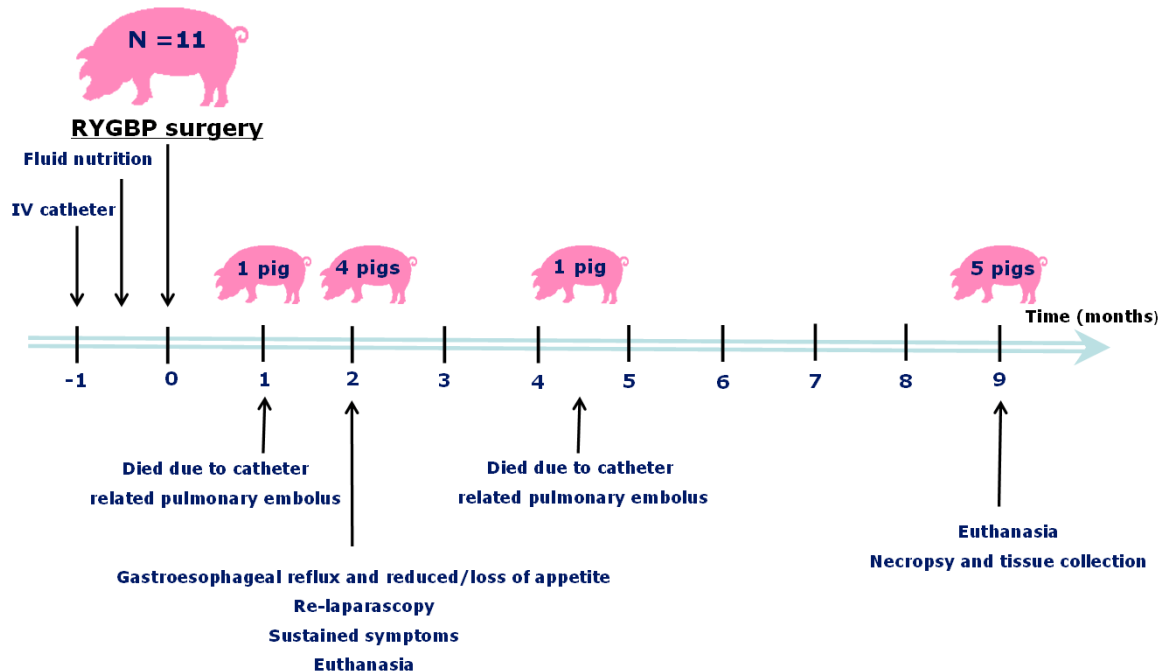 N =11
RYGBP surgery
Fluid nutrition
IV catheter
1 pig
4 pigs
1 pig
5 pigs
Time (months)
-1 0 1 2 3 4 5 6 7 8 9
Died due to catheter
related pulmonary embolus
Died due to catheter
related pulmonary embolus
Euthanasia
Necropsy and tissue collection
Gastroesophageal reflux and reduced/loss of appetite
Re-laparascopy
Sustained symptoms
Euthanasia